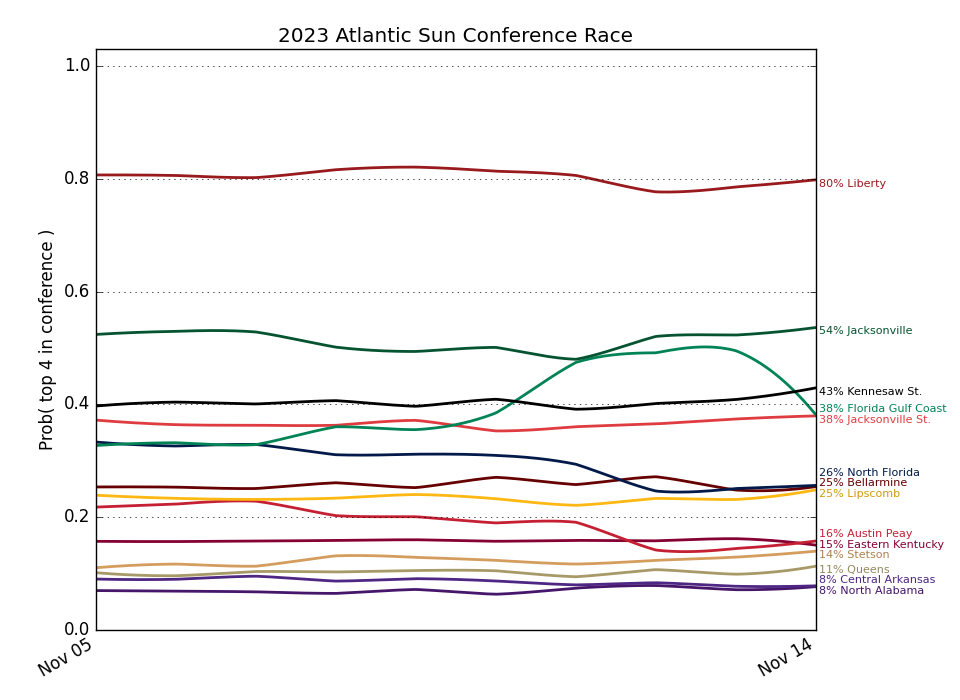 2023 Atlantic Sun Conference Race
Prob( top 4 in conference )
1.0
0.8
0.6
0.4
0.2
0.0
Nov 05
Nov 14
80% Liberty
54% Jacksonville
43% Kennesaw St.
38% Florida Gulf Coast
38% Jacksonville St.
26% North Florida
25% Bellarmine
25% Lipscomb
16% Austin Peay
15% Eastern Kentucky
14% Stetson
11% Queens
8% Central Arkansas
8% North Alabama